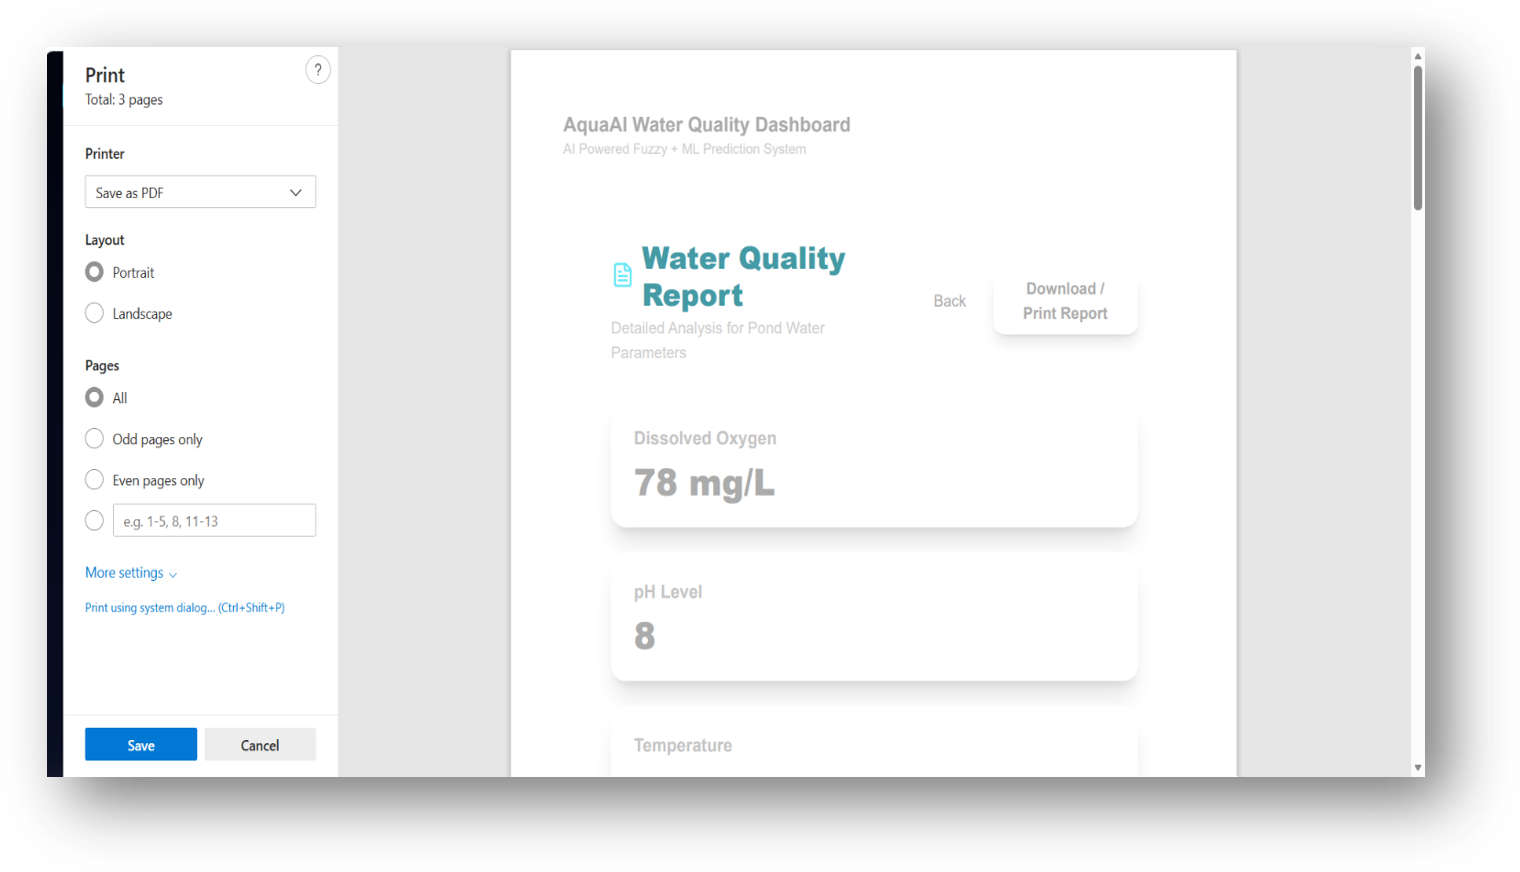 Print
?
Total: 3 pages
Printer
Save as PDF
Layout
Portrait
Landscape
Pages
All
Odd pages only
Even pages only
e.g. 1-5, 8, 11-13
More settings
Print using system dialog... (Ctrl+Shift+P)
Save
Cancel
AquaAI Water Quality Dashboard
AI Powered Fuzzy + ML Prediction System
Water Quality
Report
Detailed Analysis for Pond Water
Parameters
Back
Download /
Print Report
Dissolved Oxygen
78 mg/L
pH Level
8
Temperature